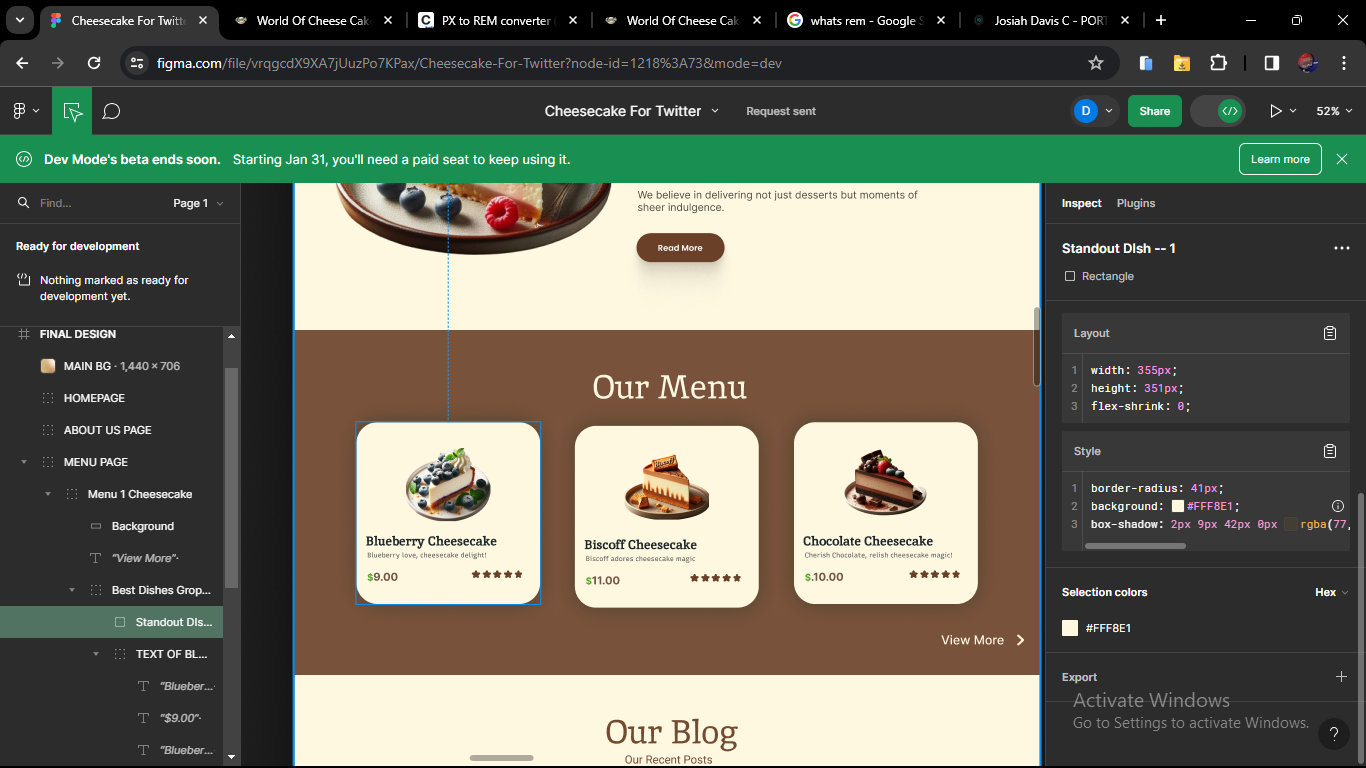 Cheesecake For Twitte
World Of Cheese Cak
PX to REM converter
World Of Cheese Cak
whats rem - Google S
Josiah Davis C - PORT
figma.com/file/vrqgcdX9XA7jUuzPo7KPax/Cheesecake-For-Twitter?node-id=1218%3A73&mode=dev
Cheesecake For Twitter
Request sent
D
Share
52%
Dev Mode's beta ends soon. Starting Jan 31, you'll need a paid seat to keep using it.
Learn more
Find...
Page 1
Ready for development
Nothing marked as ready for
development yet.
FINAL DESIGN
MAIN BG · 1,440 × 706
HOMEPAGE
ABOUT US PAGE
MENU PAGE
Menu 1 Cheesecake
Background
"View More"·
Best Dishes Grop...
Standout DIs...
TEXT OF BL...
"Blueber...
"$9.00"·
"Blueber...
We believe in delivering not just desserts but moments of
sheer indulgence.
Read More
Our Menu
Blueberry Cheesecake
Blueberry love, cheesecake delight!
$9.00
Biscoff
Biscoff Cheesecake
Biscoff adores cheesecake magic
$11.00
Chocolate Cheesecake
Cherish Chocolate, relish cheesecake magic!
$.10.00
View More
Our Blog
Our Recent Posts
Inspect
Plugins
Standout DIsh -- 1
Rectangle
Layout
1 width: 355px;
2 height: 351px;
3 flex-shrink: 0;
Style
1 border-radius: 41px;
2 background: #FFF8E1;
3 box-shadow: 2px 9px 42px 0px rgba(77,
Selection colors
Hex
#FFF8E1
Export
Activate Windows
Go to Settings to activate Windows.
?